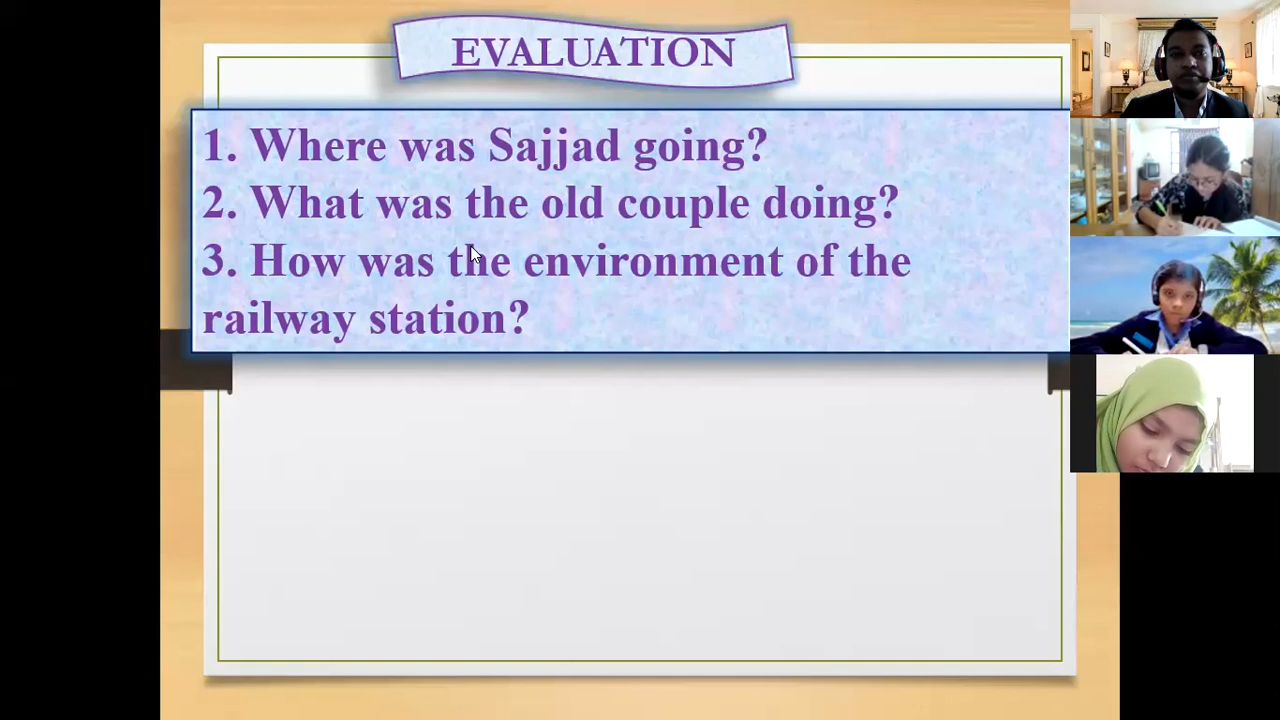 EVALUATION
1. Where was Sajjad going?
2. What was the old couple doing?
3. How was the environment of the
railway station?